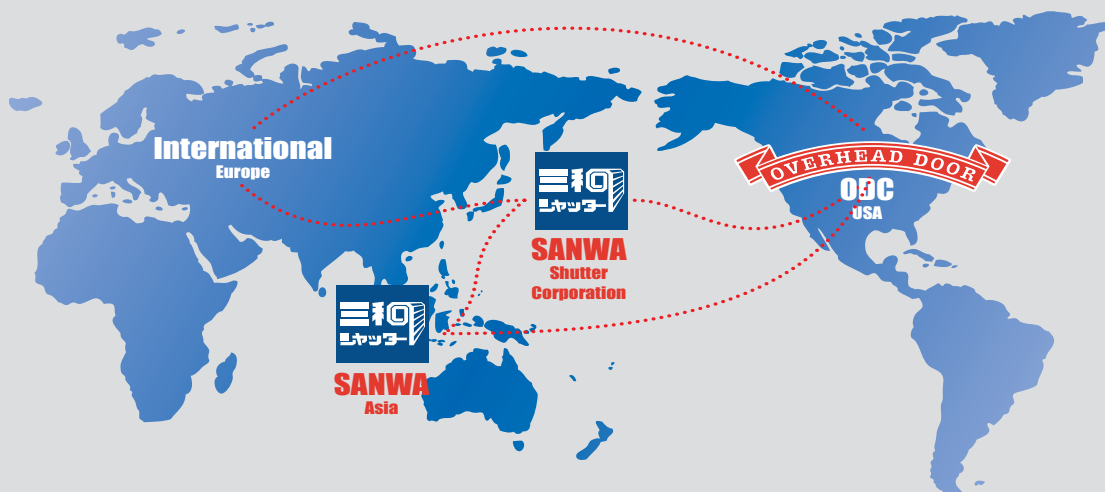 International
Europe
三和
シャッター
SANWA
Shutter
Corporation
OVERHEAD DOOR
ODC
USA
三和
シャッター
SANWA
Asia